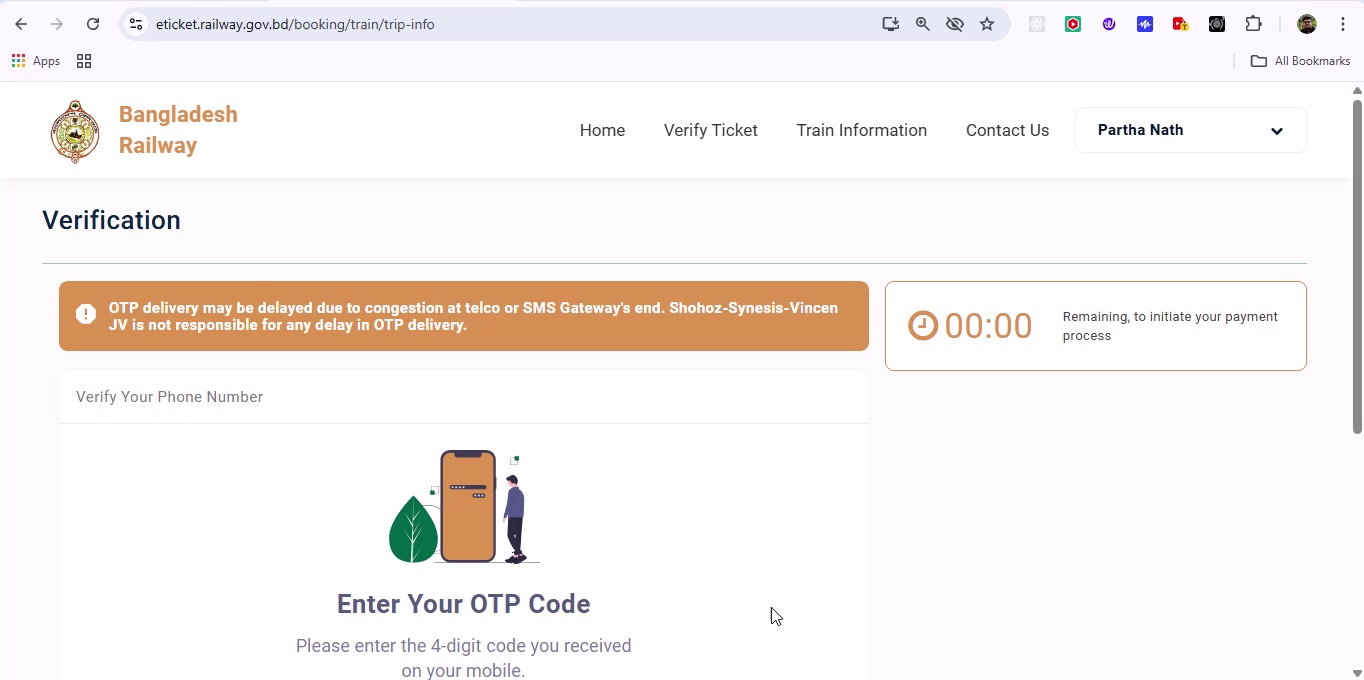 eticket.railway.gov.bd/booking/train/trip-info
Apps
All Bookmarks
Bangladesh
Railway
Home
Verify Ticket
Train Information
Contact Us
Partha Nath
Verification
OTP delivery may be delayed due to congestion at telco or SMS Gateway's end. Shohoz-Synesis-Vincen
JV is not responsible for any delay in OTP delivery.
00:00
Remaining, to initiate your payment
process
Verify Your Phone Number
Enter Your OTP Code
Please enter the 4-digit code you received
on your mobile.